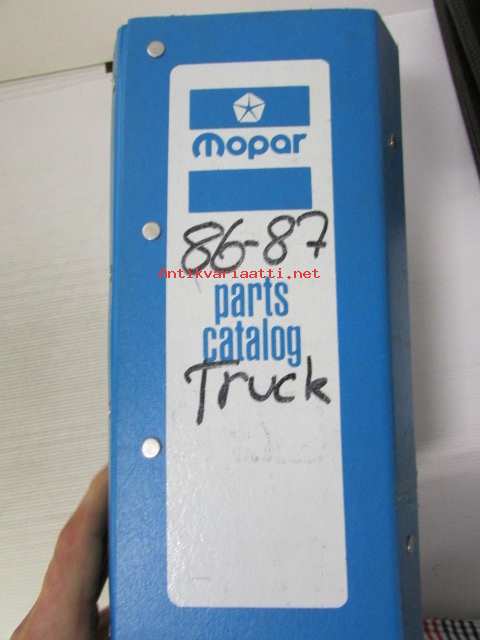 mopar
86-87
Antikvariaatti.net
parts
catalog
Truck